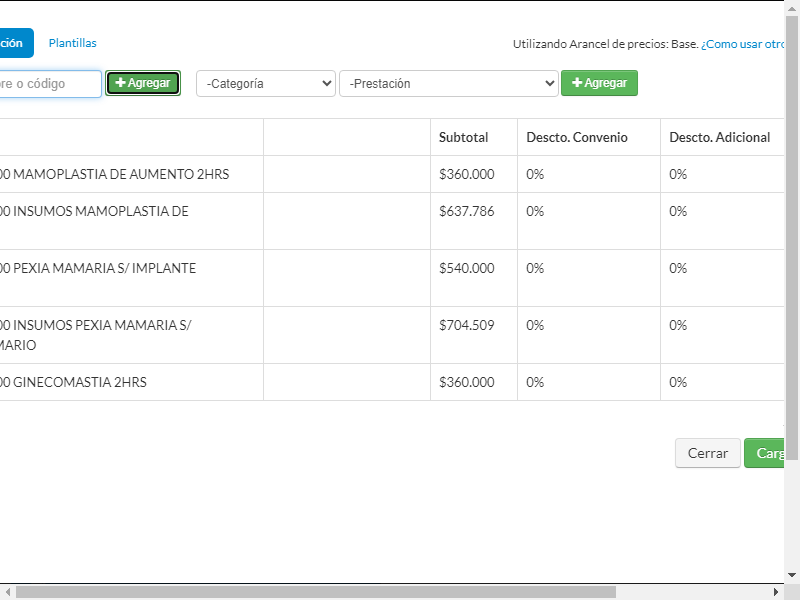 ción Plantillas Utilizando Arancel de precios: Base. ¿Como usar otro
re o código Agregar -Categoría -Prestación Agregar
Subtotal Descto. Convenio Descto. Adicional
00 MAMOPLASTIA DE AUMENTO 2HRS $360.000 0% 0%
00 INSUMOS MAMOPLASTIA DE $637.786 0% 0%
00 PEXIA MAMARIA S/ IMPLANTE $540.000 0% 0%
00 INSUMOS PEXIA MAMARIA S/ $704.509 0% 0%
MARIO
00 GINECOMASTIA 2HRS $360.000 0% 0%
Cerrar Carg